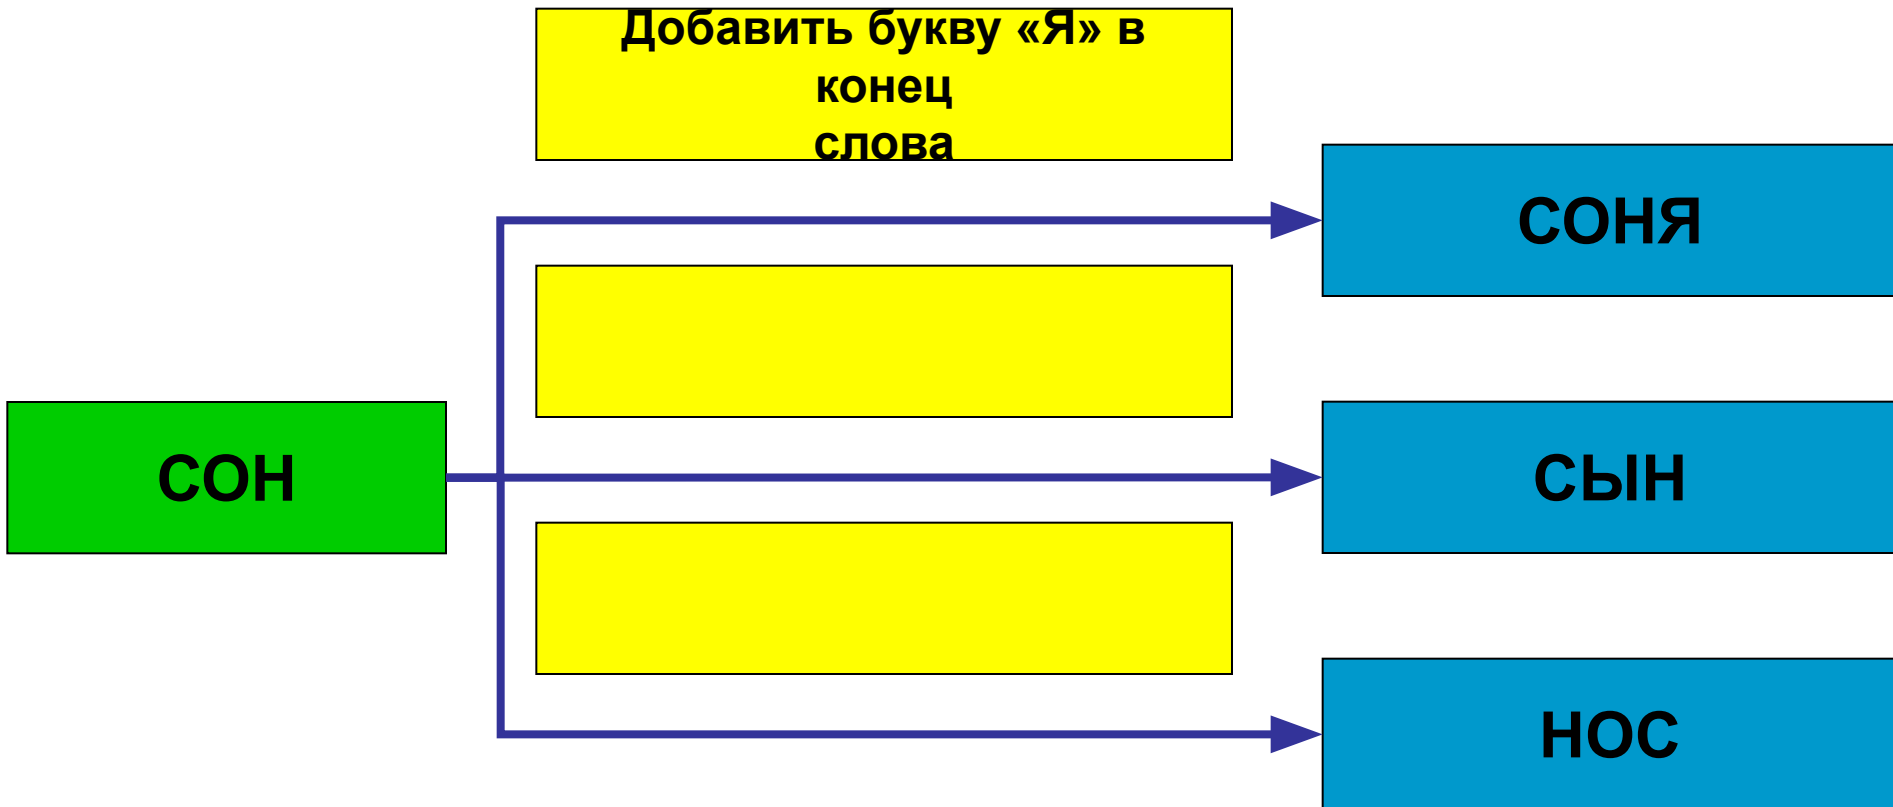 Добавить букву «Я» в
конец
слова
СОНЯ
СОН
СЫН
НОС